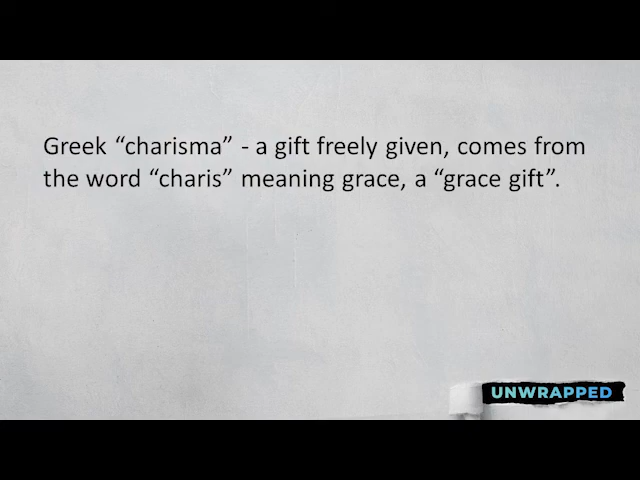 Greek “charisma” - a gift freely given, comes from
the word “charis” meaning grace, a “grace gift”.
UNWRAPPED